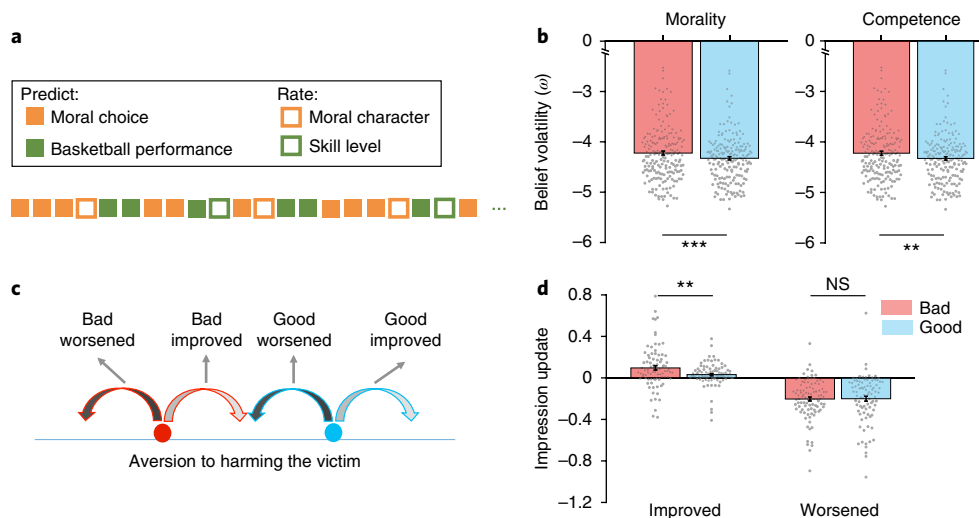 a
Predict:
Rate:
Moral choice
Moral character
Basketball performance
Skill level
...
b
Morality
Competence
0
−3
−4
−5
−6
Belief volatility (ω)
***
0
−3
−4
−5
−6
**
c
Bad
worsened
Bad
improved
Good
worsened
Good
improved
Aversion to harming the victim
d
0.8
0.4
0
−0.4
−0.8
−1.2
Impression update
**
NS
Bad
Good
Improved
Worsened